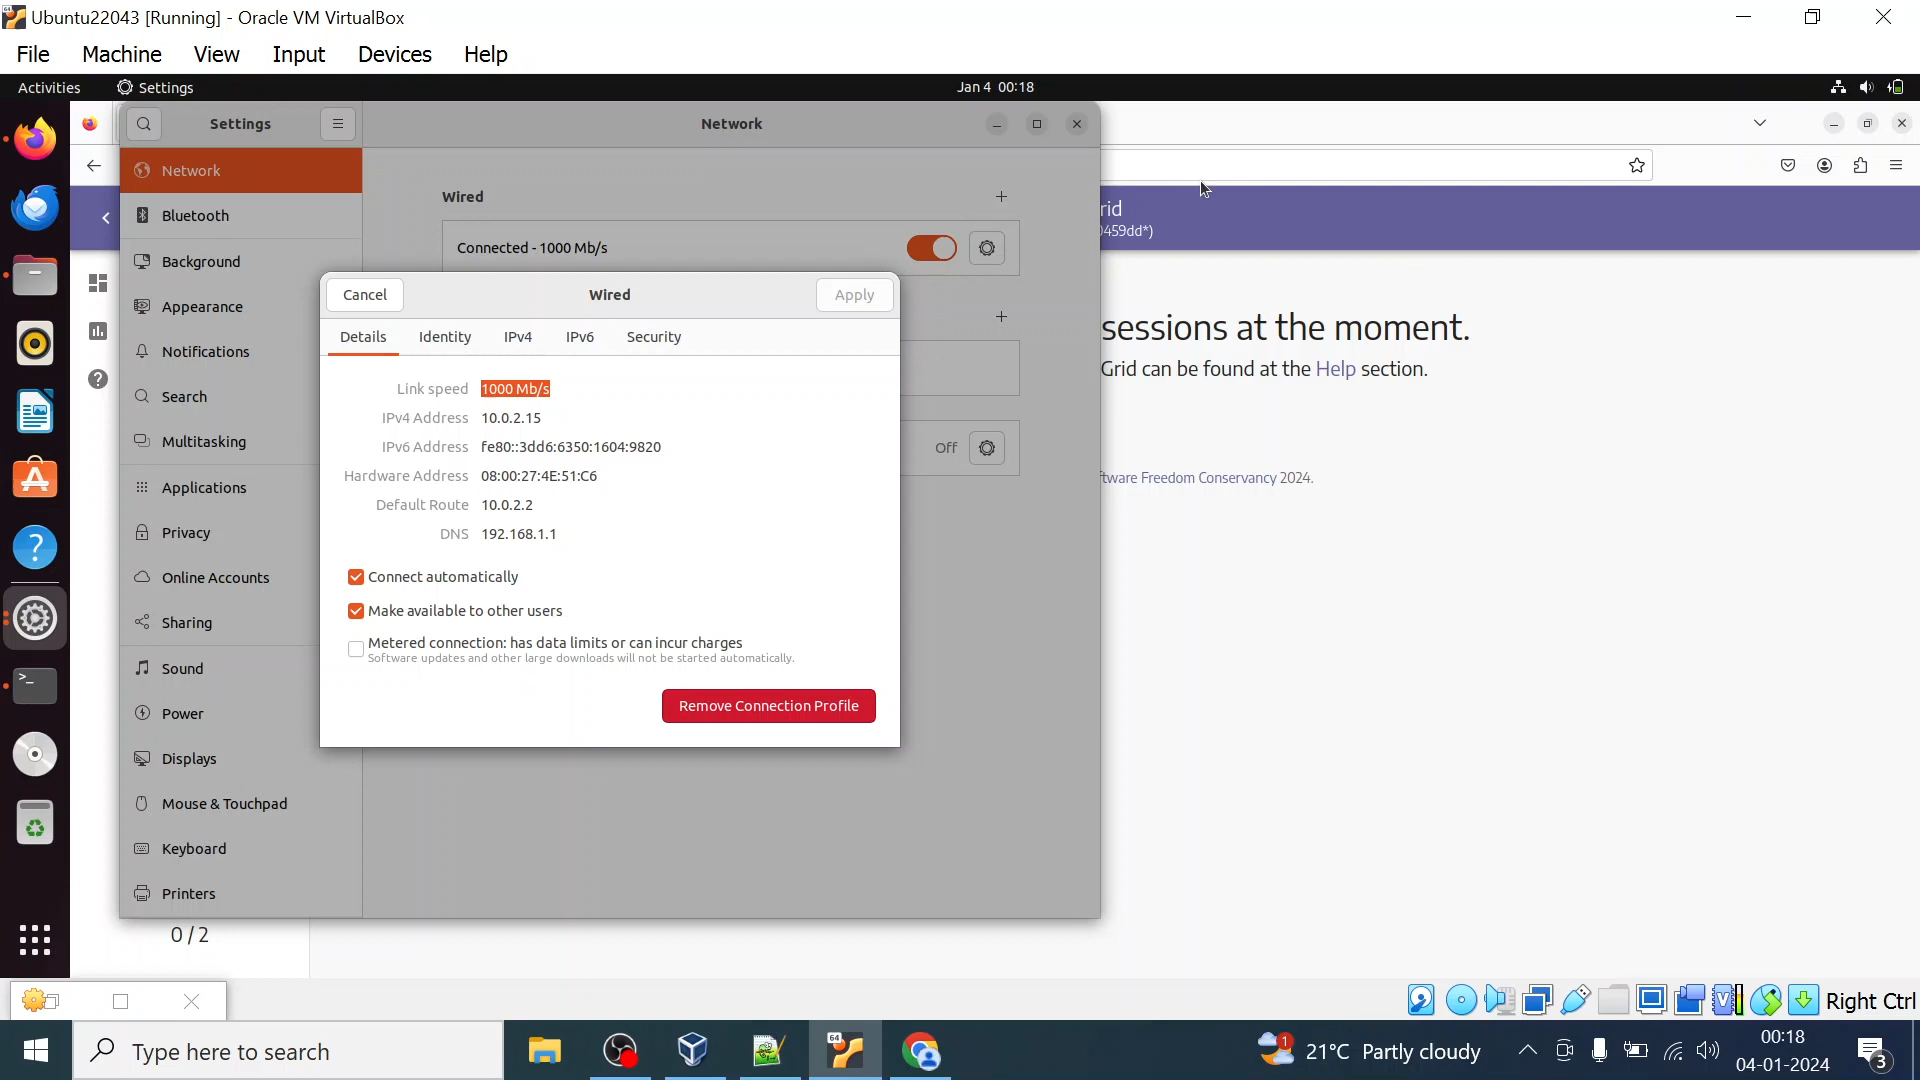 Ubuntu22043 [Running] - Oracle VM VirtualBox
File Machine View Input Devices Help
Activities Settings Jan 4 00:18
Settings Network
Network
Bluetooth
Background
Appearance
Notifications
Search
Multitasking
Applications
Privacy
Online Accounts
Sharing
Sound
Power
Displays
Mouse & Touchpad
Keyboard
Printers
Wired
Connected - 1000 Mb/s
Off
Cancel Wired Apply
Details Identity IPv4 IPv6 Security
Link speed 1000 Mb/s
IPv4 Address 10.0.2.15
IPv6 Address fe80::3dd6:6350:1604:9820
Hardware Address 08:00:27:4E:51:C6
Default Route 10.0.2.2
DNS 192.168.1.1
Connect automatically
Make available to other users
Metered connection: has data limits or can incur charges
Software updates and other large downloads will not be started automatically.
Remove Connection Profile
rid
0459dd*)
sessions at the moment.
Grid can be found at the Help section.
ftware Freedom Conservancy 2024.
0 / 2
Right Ctrl
Type here to search
64
1
21°C Partly cloudy
00:18
04-01-2024
3